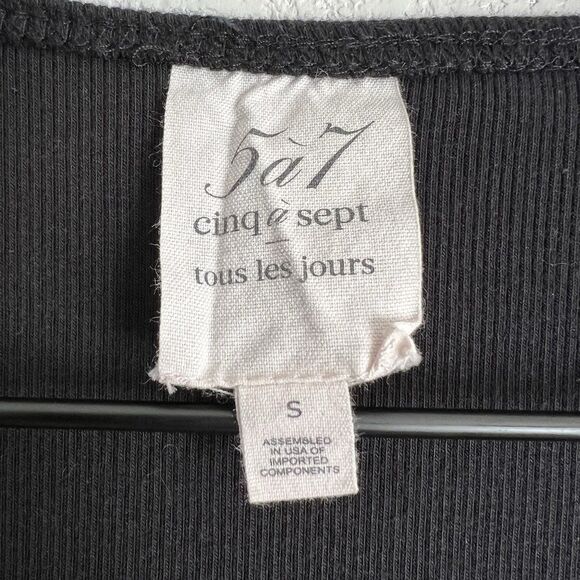 5à7
cinq à sept
tous les jours
S
ASSEMBLED
IN USA OF
IMPORTED
COMPONENTS